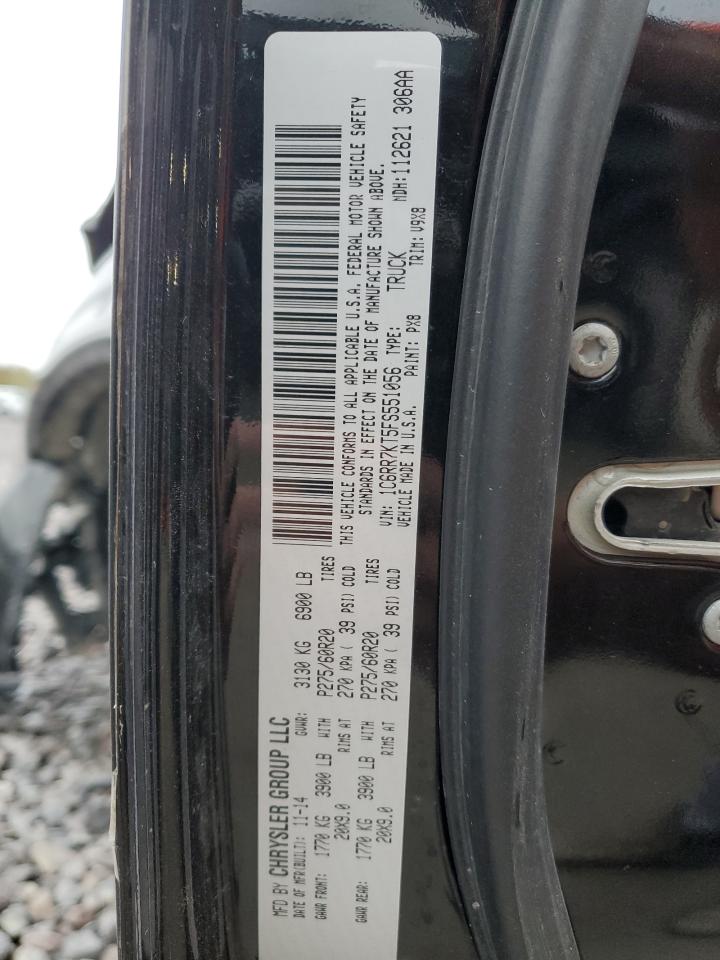 MFD BY CHRYSLER GROUP LLC
DATE OF MFR(BUILT): 11-14 GVWR: 3130 KG 6900 LB
GAWR FRONT: 1770 KG 3900 LB WITH P275/60R20 TIRES
20X9.0 RIMS AT 270 KPA ( 39 PSI) COLD
GAWR REAR: 1770 KG 3900 LB WITH P275/60R20 TIRES
20X9.0 RIMS AT 270 KPA ( 39 PSI) COLD
THIS VEHICLE CONFORMS TO ALL APPLICABLE U.S.A. FEDERAL MOTOR VEHICLE SAFETY
STANDARDS IN EFFECT ON THE DATE OF MANUFACTURE SHOWN ABOVE.
VIN: 1C6RR7KT5FS551056 TYPE: TRUCK MDH:112621 306AA
VEHICLE MADE IN U.S.A. PAINT: PX8 TRIM: V9X8